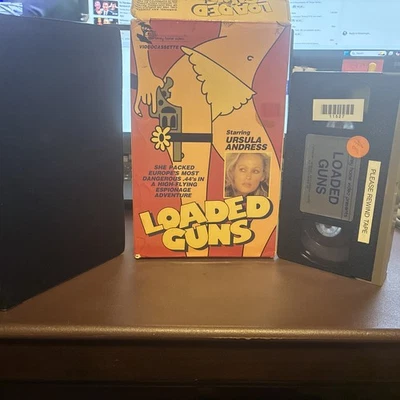 LOADED
GUNS
VIDEOCASSETTE
Starring
URSULA
ANDRESS
SHE PACKED
EUROPE'S MOST
DANGEROUS .44's IN
A HIGH-FLYING
ESPIONAGE
ADVENTURE
LOADED
GUNS
LOADED
GUNS
PLEASE REWIND TAPE